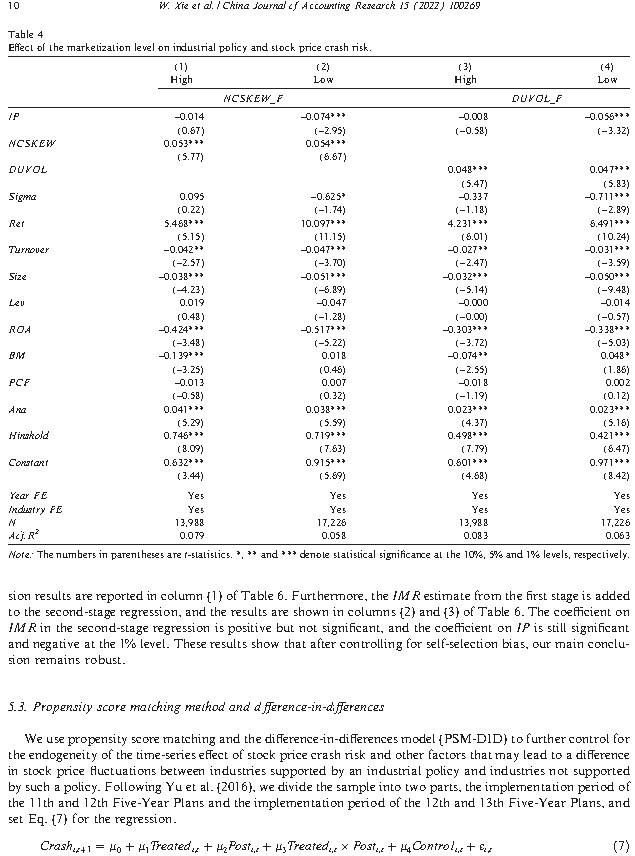 10 W. Xie et al. / China Journal of Accounting Research 15 (2022) 100269
Table 4
Effect of the marketization level on industrial policy and stock price crash risk.
(1) (2) (3) (4)
High Low High Low
NCSKEW_F DUVOL_F
IP −0.014 −0.074*** −0.008 −0.056***
(0.67) (−2.95) (−0.58) (−3.32)
NCSKEW 0.053*** 0.054***
(5.77) (6.67)
DUVOL 0.048*** 0.047***
(5.47) (5.83)
Sigma 0.095 −0.625* −0.337 −0.711***
(0.22) (−1.74) (−1.18) (−2.89)
Ret 5.468*** 10.097*** 4.231*** 6.491***
(5.15) (11.15) (6.01) (10.24)
Turnover −0.042** −0.047*** −0.027** −0.031***
(−2.57) (−3.70) (−2.47) (−3.59)
Size −0.038*** −0.051*** −0.032*** −0.050***
(−4.23) (−6.89) (−5.14) (−9.48)
Lev 0.019 −0.047 −0.000 −0.014
(0.48) (−1.28) (−0.00) (−0.57)
ROA −0.424*** −0.517*** −0.303*** −0.338***
(−3.48) (−5.22) (−3.72) (−5.03)
BM −0.139*** 0.018 −0.074** 0.048*
(−3.25) (0.46) (−2.55) (1.86)
PCF −0.013 0.007 −0.018 0.002
(−0.58) (0.32) (−1.19) (0.12)
Ana 0.041*** 0.038*** 0.023*** 0.023***
(5.29) (5.59) (4.37) (5.16)
Hinshold 0.746*** 0.719*** 0.498*** 0.421***
(8.09) (7.63) (7.79) (6.47)
Constant 0.632*** 0.915*** 0.601*** 0.971***
(3.44) (5.69) (4.68) (8.42)
Year FE Yes Yes Yes Yes
Industry FE Yes Yes Yes Yes
N 13,988 17,226 13,988 17,226
Adj. R² 0.079 0.058 0.083 0.063
Note: The numbers in parentheses are t-statistics. *, ** and *** denote statistical significance at the 10%, 5% and 1% levels, respectively.
sion results are reported in column (1) of Table 6. Furthermore, the IMR estimate from the first stage is added
to the second-stage regression, and the results are shown in columns (2) and (3) of Table 6. The coefficient on
IMR in the second-stage regression is positive but not significant, and the coefficient on IP is still significant
and negative at the 1% level. These results show that after controlling for self-selection bias, our main conclu-
sion remains robust.
5.3. Propensity score matching method and difference-in-differences
We use propensity score matching and the difference-in-differences model (PSM-DID) to further control for
the endogeneity of the time-series effect of stock price crash risk and other factors that may lead to a difference
in stock price fluctuations between industries supported by an industrial policy and industries not supported
by such a policy. Following Yu et al. (2016), we divide the sample into two parts, the implementation period of
the 11th and 12th Five-Year Plans and the implementation period of the 12th and 13th Five-Year Plans, and
set Eq. (7) for the regression.
Crash_{i,t+1} = μ₀ + μ₁Treated_{i,t} + μ₂Post_{i,t} + μ₃Treated_{i,t} × Post_{i,t} + μ₄Control_{i,t} + ε_{i,t} (7)